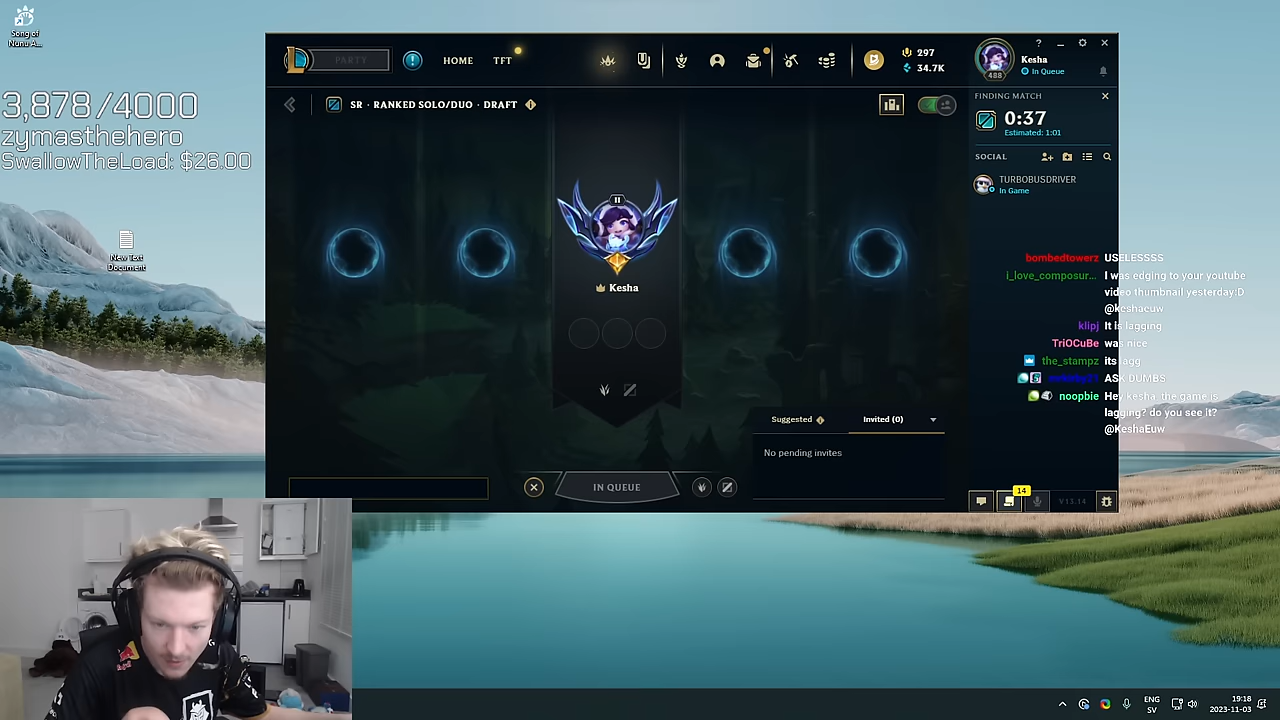 Song of
Nunu A...
3,878/4000
zymasthehero
SwallowTheLoad: $26.00
New Text
Document
PARTY
HOME
TFT
297
34.7K
488
Kesha
In Queue
SR · RANKED SOLO/DUO · DRAFT
FINDING MATCH
0:37
Estimated: 1:01
SOCIAL
TURBOBUSDRIVER
In Game
II
Kesha
bombedtowerz USELESSSS
i_love_composur... I was edging to your youtube
video thumbnail yesterday:D
@keshaeuw
klipj It is lagging
TriOCuBe was nice
the_stampz its lagg
ASK DUMBS
noopbie Hey kesha the game is
lagging? do you see it?
@KeshaEuw
Suggested
Invited (0)
No pending invites
IN QUEUE
14
V13.14
ENG
SV
19:18
2023-11-03